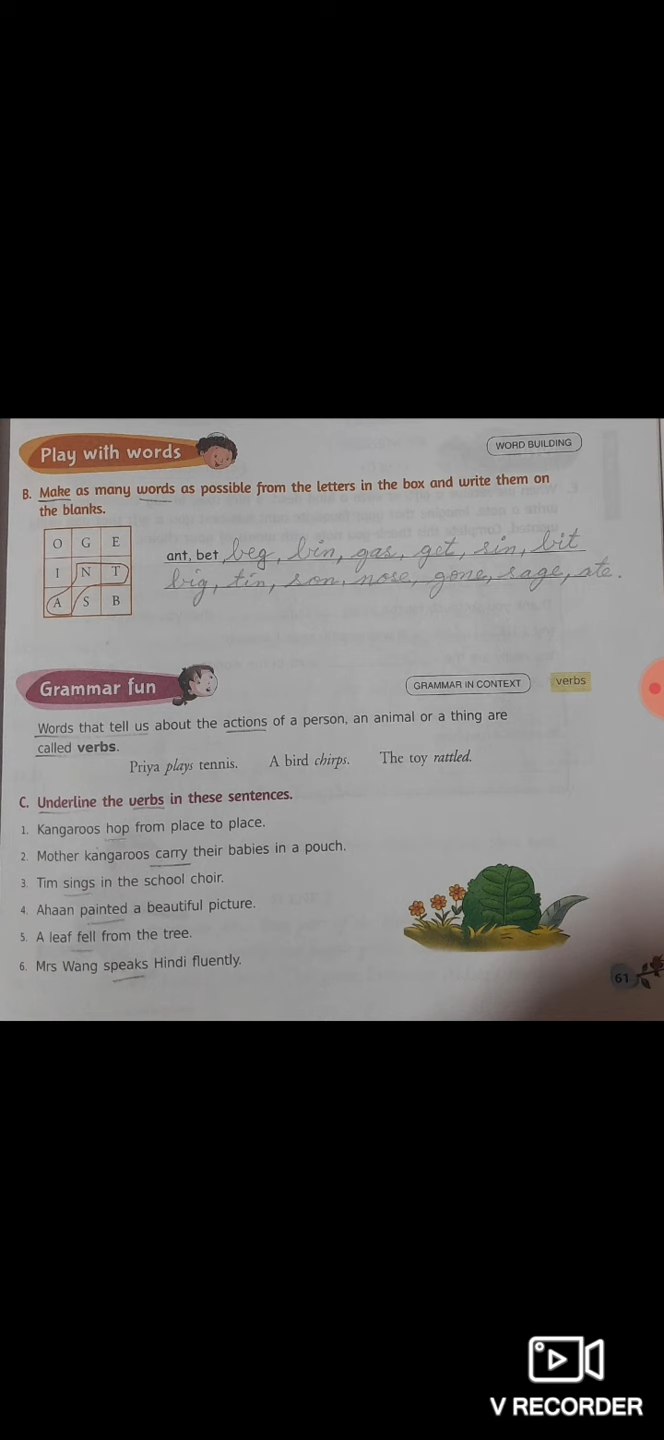 Play with words
WORD BUILDING
B. Make as many words as possible from the letters in the box and write them on
the blanks.
O G E
I N T
A S B
ant, bet, beg, bin, gas, get, sin, bit
big, tin, son, nose, gone, sage, ate.
Grammar fun
GRAMMAR IN CONTEXT
verbs
Words that tell us about the actions of a person, an animal or a thing are
called verbs.
Priya plays tennis. A bird chirps. The toy rattled.
C. Underline the verbs in these sentences.
1. Kangaroos hop from place to place.
2. Mother kangaroos carry their babies in a pouch.
3. Tim sings in the school choir.
4. Ahaan painted a beautiful picture.
5. A leaf fell from the tree.
6. Mrs Wang speaks Hindi fluently.
61
V RECORDER